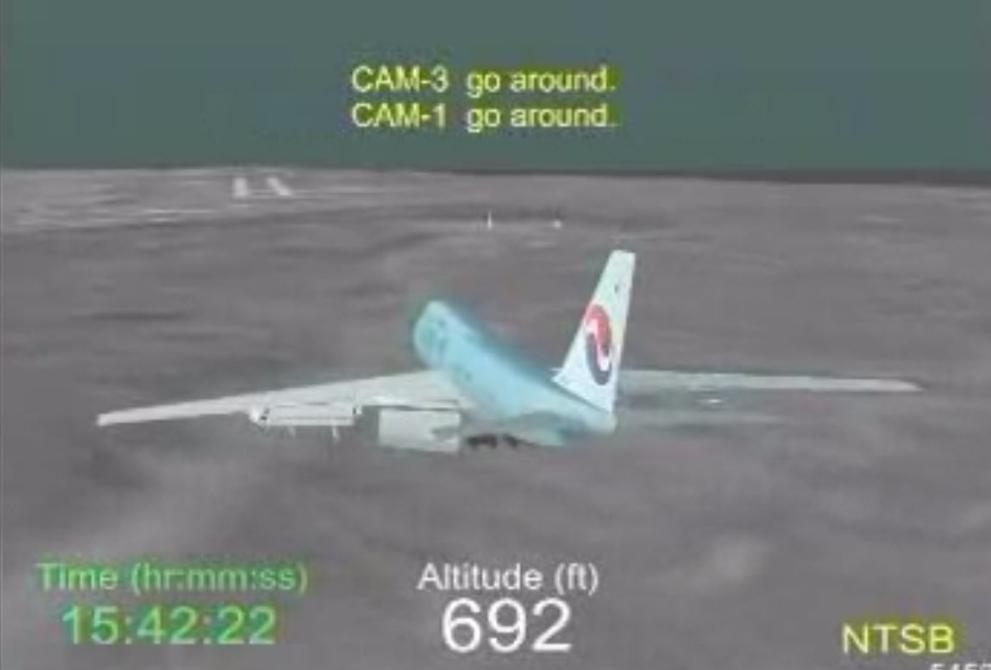 CAM-3 go around.
CAM-1 go around.
Time (hr:mm:ss)
15:42:22
Altitude (ft)
692
NTSB